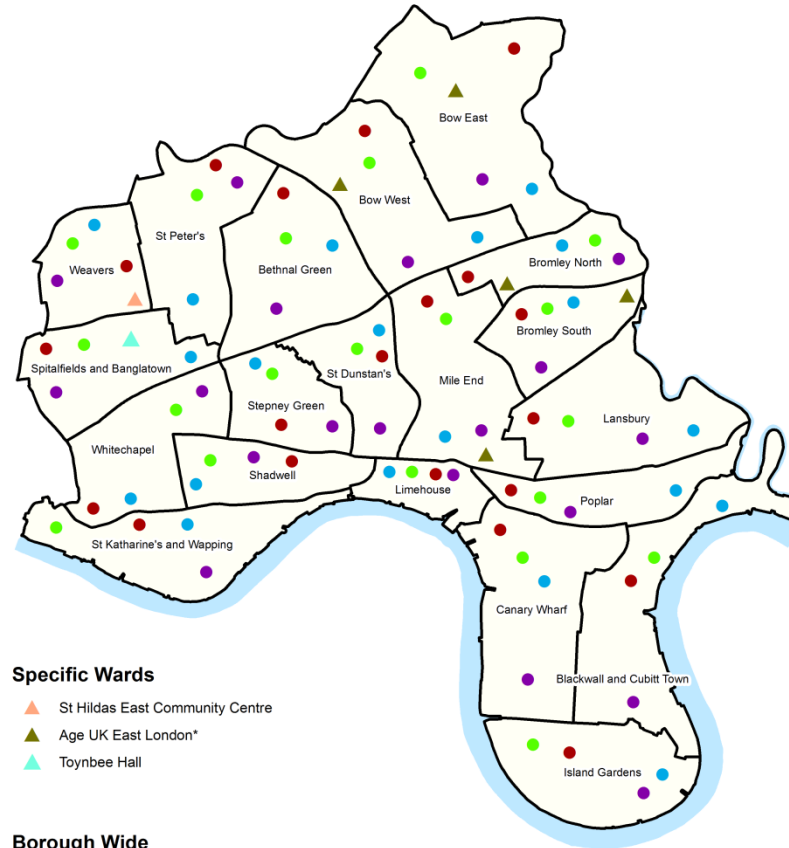 Bow East
Bow West
St Peter's
Bromley North
Weavers
Bethnal Green
Bromley South
Spitalfields and Banglatown
St Dunstan's
Mile End
Stepney Green
Lansbury
Whitechapel
Shadwell
Limehouse
Poplar
St Katharine's and Wapping
Canary Wharf
Blackwall and Cubitt Town
Island Gardens
Specific Wards
St Hildas East Community Centre
Age UK East London*
Toynbee Hall
Borough Wide